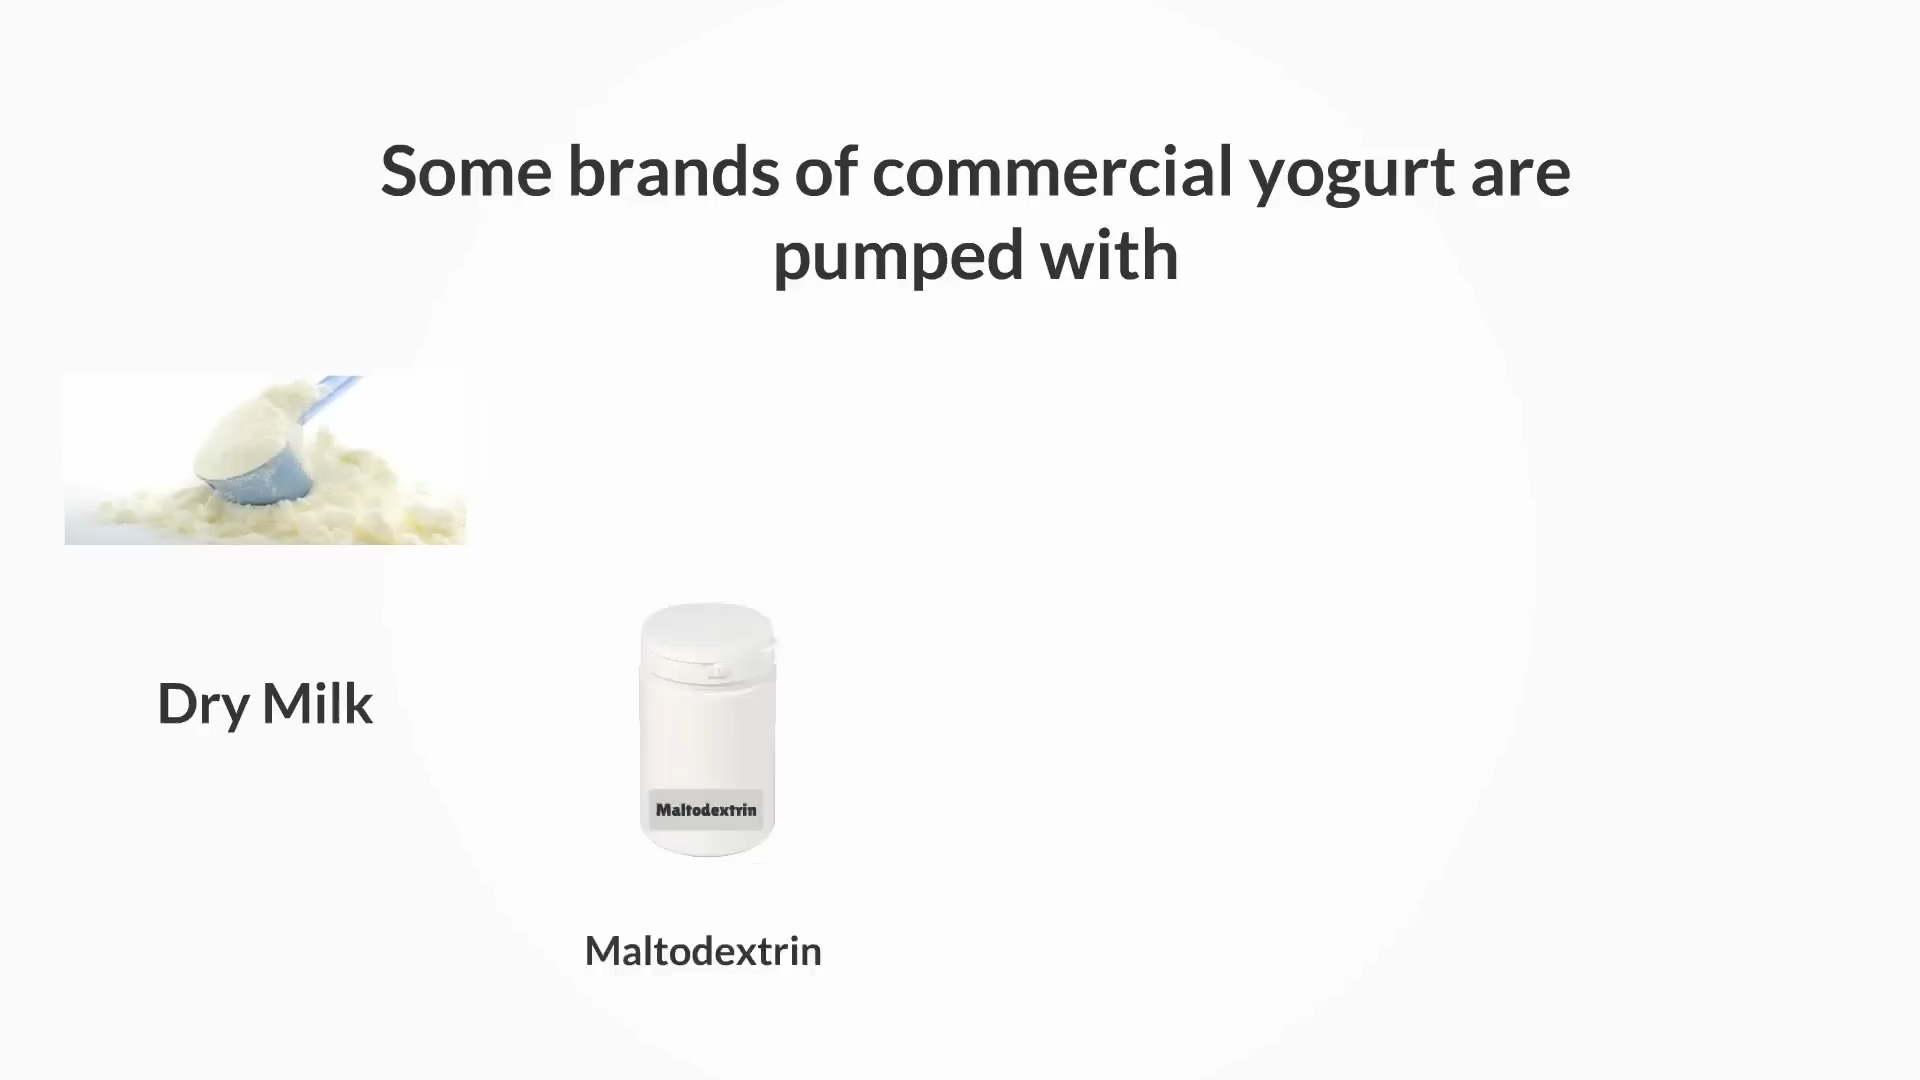 Some brands of commercial yogurt are
pumped with
Dry Milk
Maltodextrin
Maltodextrin